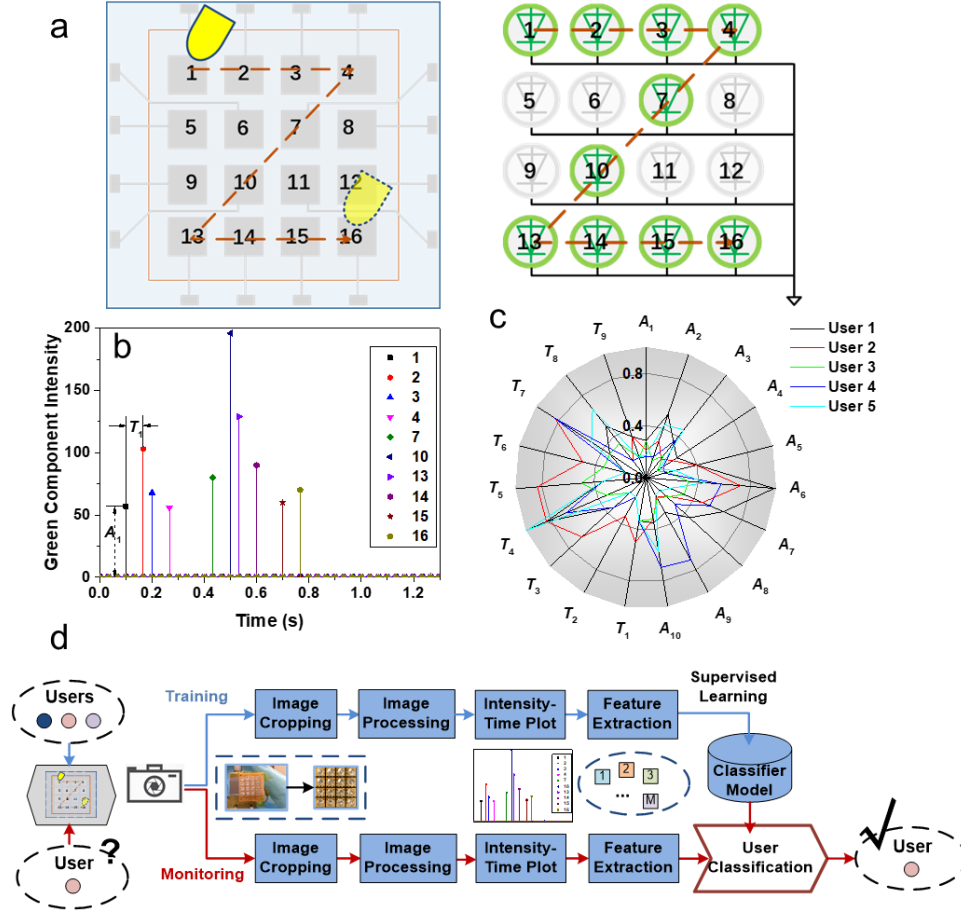 a
1 2 3 4
5 6 7 8
9 10 11 12
13 14 15 16
1 2 3 4
5 6 7 8
9 10 11 12
13 14 15 16
b
Green Component Intensity
200
150
100
50
0
0.0 0.2 0.4 0.6 0.8 1.0 1.2
Time (s)
T1
A1
1
2
3
4
7
10
13
14
15
16
c
A1
A2
A3
A4
A5
A6
A7
A8
A9
A10
T1
T2
T3
T4
T5
T6
T7
T8
T9
0.8
0.4
0.0
User 1
User 2
User 3
User 4
User 5
d
Users
Training
Image
Cropping
Image
Processing
Intensity-
Time Plot
Feature
Extraction
Supervised
Learning
Classifier
Model
1 2 3
... M
User ?
Monitoring
Image
Cropping
Image
Processing
Intensity-
Time Plot
Feature
Extraction
User
Classification
User